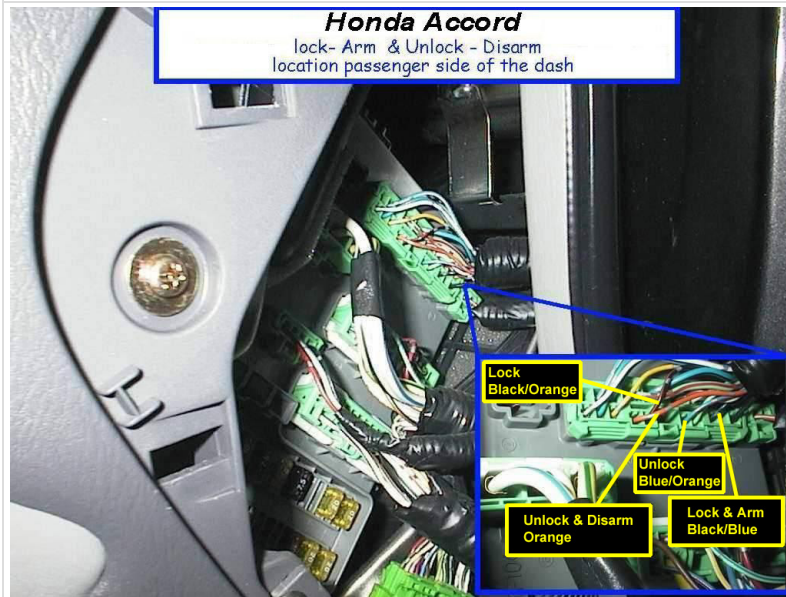 Honda Accord
lock- Arm & Unlock - Disarm
location passenger side of the dash
Lock
Black/Orange
Unlock
Blue/Orange
Unlock & Disarm
Orange
Lock & Arm
Black/Blue